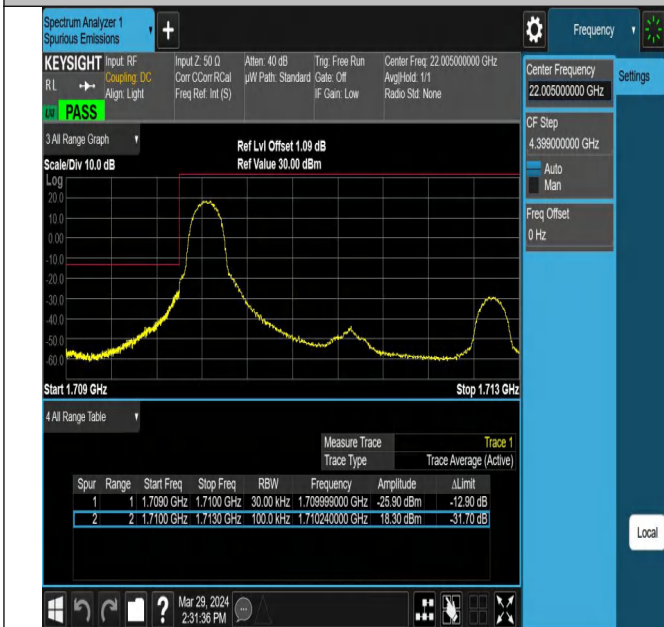 Spectrum Analyzer 1
Spurious Emissions
Frequency
KEYSIGHT
Input: RF
Input Z: 50 Ω
Atten: 40 dB
Trig: Free Run
Center Freq: 22.005000000 GHz
RL
Coupling: DC
Corr CCorr RCal
µW Path: Standard
Gate: Off
Avg|Hold: 1/1
Align: Light
Freq Ref: Int (S)
IF Gain: Low
Radio Std: None
PASS
Center Frequency
22.005000000 GHz
Settings
CF Step
4.399000000 GHz
Auto
Man
Freq Offset
0 Hz
3 All Range Graph
Ref Lvl Offset 1.09 dB
Scale/Div 10.0 dB
Ref Value 30.00 dBm
Log
20.0
10.0
0.00
-10.0
-20.0
-30.0
-40.0
-50.0
-60.0
Start 1.709 GHz
Stop 1.713 GHz
4 All Range Table
Measure Trace Trace 1
Trace Type Trace Average (Active)
Spur Range Start Freq Stop Freq RBW Frequency Amplitude ΔLimit
1 1 1.7090 GHz 1.7100 GHz 30.00 kHz 1.709999000 GHz -25.90 dBm -12.90 dB
2 2 1.7100 GHz 1.7130 GHz 100.0 kHz 1.710240000 GHz 18.30 dBm -31.70 dB
Local
Mar 29, 2024
2:31:36 PM